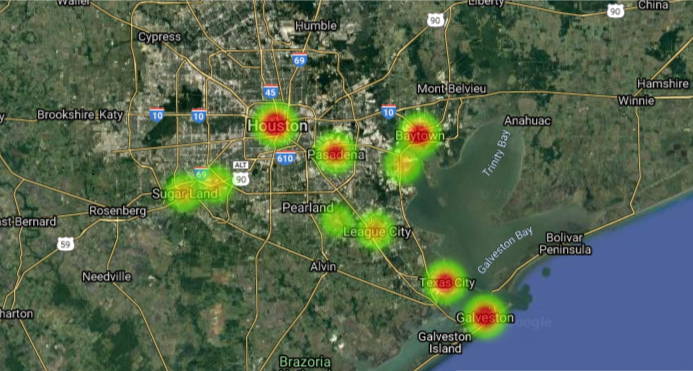 Waller
Liberty
China
90
90
Humble
Cypress
69
Hamshire
45
Mont Belvieu
Winnie
Brookshire
Katy
10
10
10
Anahuac
Houston
Baytown
610
Pasadena
Trinity Bay
ALT
90
69
Sugar Land
Rosenberg
Pearland
East Bernard
League City
59
Galveston Bay
Bolivar
Peninsula
Alvin
Needville
Texas City
Wharton
Galveston
Google
Galveston
Island
Brazoria